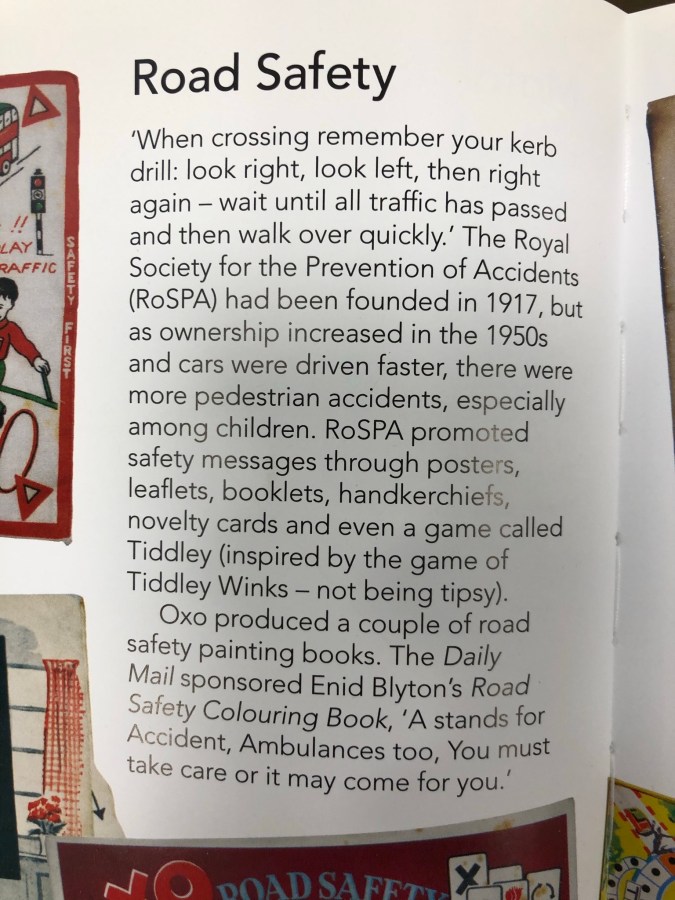 Road Safety
'When crossing remember your kerb
drill: look right, look left, then right
again – wait until all traffic has passed
and then walk over quickly.' The Royal
Society for the Prevention of Accidents
(RoSPA) had been founded in 1917, but
as ownership increased in the 1950s
and cars were driven faster, there were
more pedestrian accidents, especially
among children. RoSPA promoted
safety messages through posters,
leaflets, booklets, handkerchiefs,
novelty cards and even a game called
Tiddley (inspired by the game of
Tiddley Winks – not being tipsy).
Oxo produced a couple of road
safety painting books. The Daily
Mail sponsored Enid Blyton's Road
Safety Colouring Book, 'A stands for
Accident, Ambulances too, You must
take care or it may come for you.'
!!
LAY
RAFFIC
SAFETY FIRST
XO
ROAD SAFETY
X